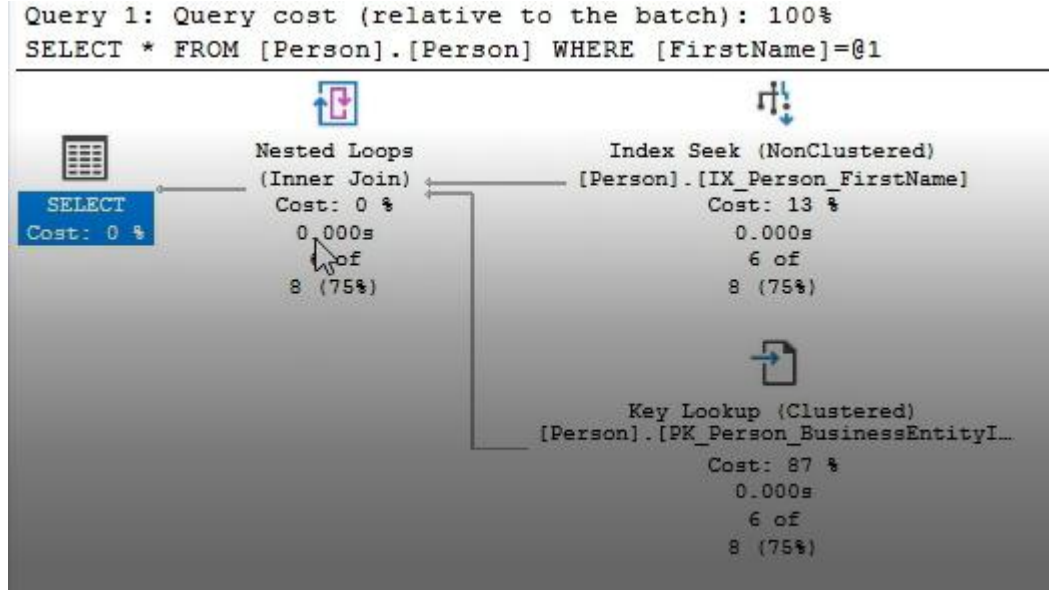 Query 1: Query cost (relative to the batch): 100%
SELECT * FROM [Person].[Person] WHERE [FirstName]=@1
SELECT
Cost: 0 %
Nested Loops
(Inner Join)
Cost: 0 %
0.000s
of
8 (75%)
Index Seek (NonClustered)
[Person].[IX_Person_FirstName]
Cost: 13 %
0.000s
6 of
8 (75%)
Key Lookup (Clustered)
[Person].[PK_Person_BusinessEntityI…
Cost: 87 %
0.000s
6 of
8 (75%)